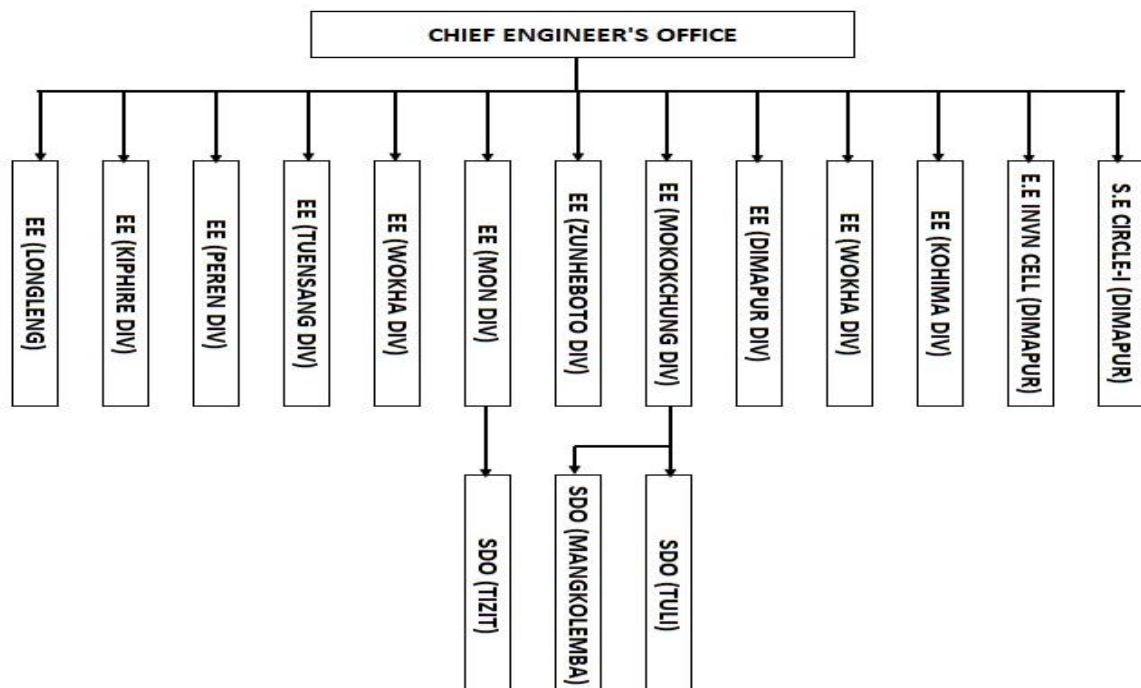 CHIEF ENGINEER'S OFFICE
EE (LONGLENG)
EE (KIPHIRE DIV)
EE (PEREN DIV)
EE (TUENSANG DIV)
EE (WOKHA DIV)
EE (MON DIV)
EE (ZUNHEBOTO DIV)
EE (MOKOKCHUNG DIV)
EE (DIMAPUR DIV)
EE (WOKHA DIV)
EE (KOHIMA DIV)
E.E INVN CELL (DIMAPUR)
S.E CIRCLE-I (DIMAPUR)
SDO (TIZIT)
SDO (MANGKOLEMBA)
SDO (TULI)